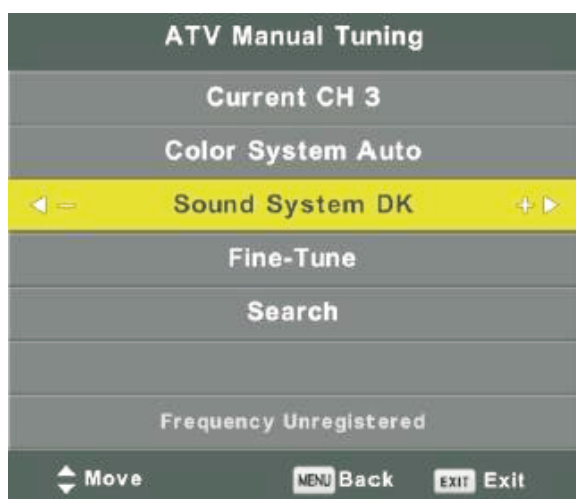 ATV Manual Tuning
Current CH 3
Color System Auto
− Sound System DK +
Fine-Tune
Search
Frequency Unregistered
Move MENU Back EXIT Exit